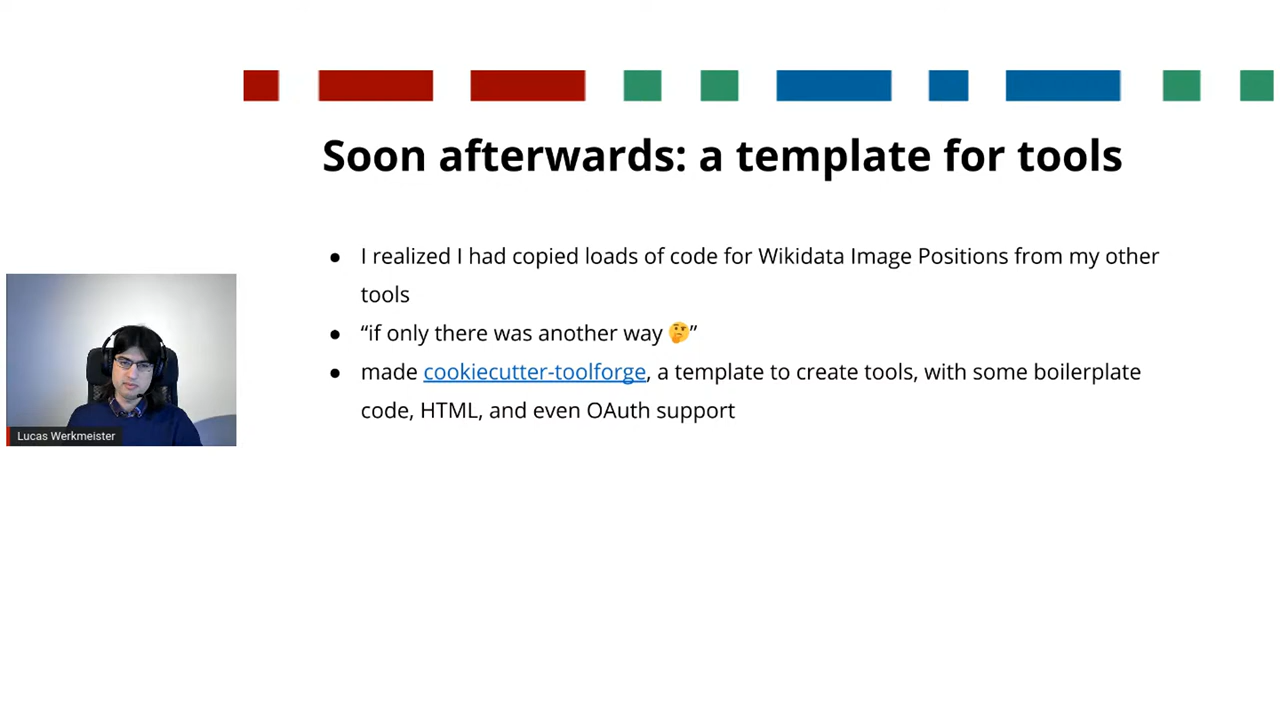 Soon afterwards: a template for tools
● I realized I had copied loads of code for Wikidata Image Positions from my other
tools
● “if only there was another way 🤔”
● made cookiecutter-toolforge, a template to create tools, with some boilerplate
code, HTML, and even OAuth support
Lucas Werkmeister